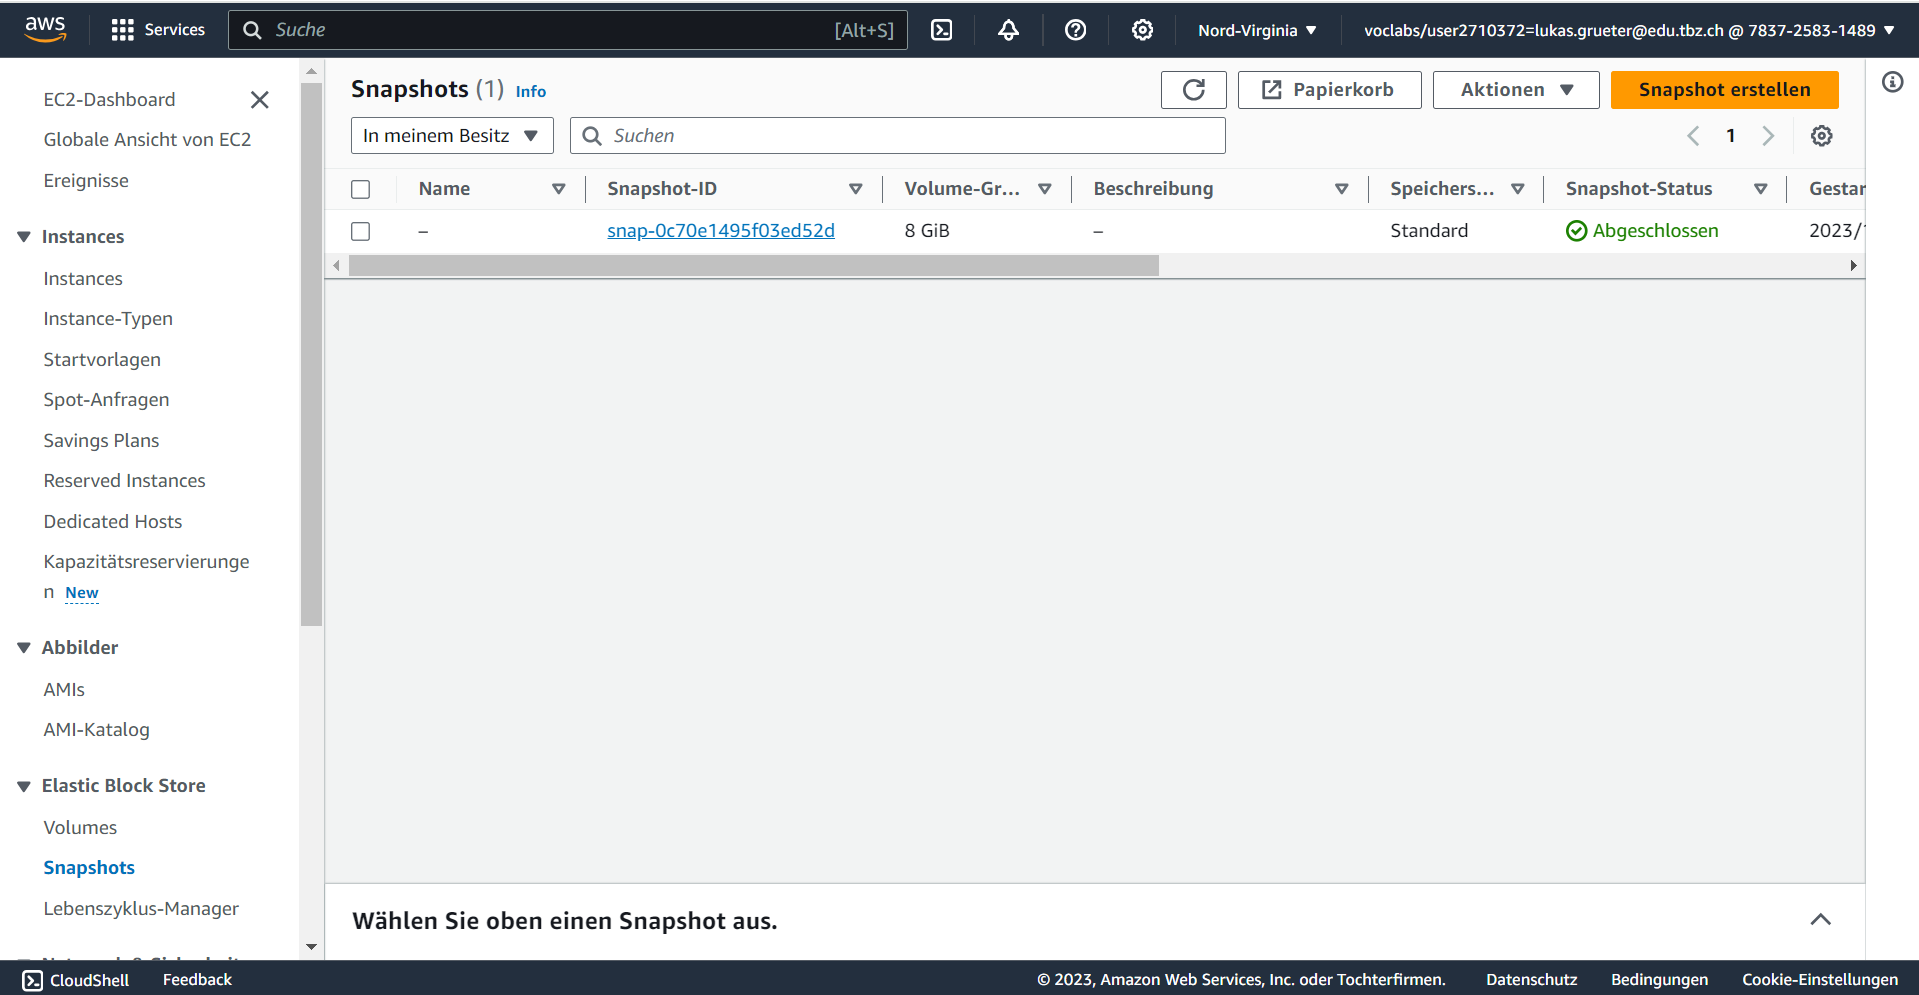 aws Services Suche [Alt+S] Nord-Virginia voclabs/user2710372=lukas.grueter@edu.tbz.ch @ 7837-2583-1489
EC2-Dashboard
Globale Ansicht von EC2
Ereignisse
Instances
Instances
Instance-Typen
Startvorlagen
Spot-Anfragen
Savings Plans
Reserved Instances
Dedicated Hosts
Kapazitätsreservierunge
n New
Abbilder
AMIs
AMI-Katalog
Elastic Block Store
Volumes
Snapshots
Lebenszyklus-Manager
Snapshots (1) Info Papierkorb Aktionen Snapshot erstellen
In meinem Besitz Suchen 1
Name Snapshot-ID Volume-Gr... Beschreibung Speichers... Snapshot-Status Gestar
– snap-0c70e1495f03ed52d 8 GiB – Standard Abgeschlossen 2023/
Wählen Sie oben einen Snapshot aus.
CloudShell Feedback © 2023, Amazon Web Services, Inc. oder Tochterfirmen. Datenschutz Bedingungen Cookie-Einstellungen